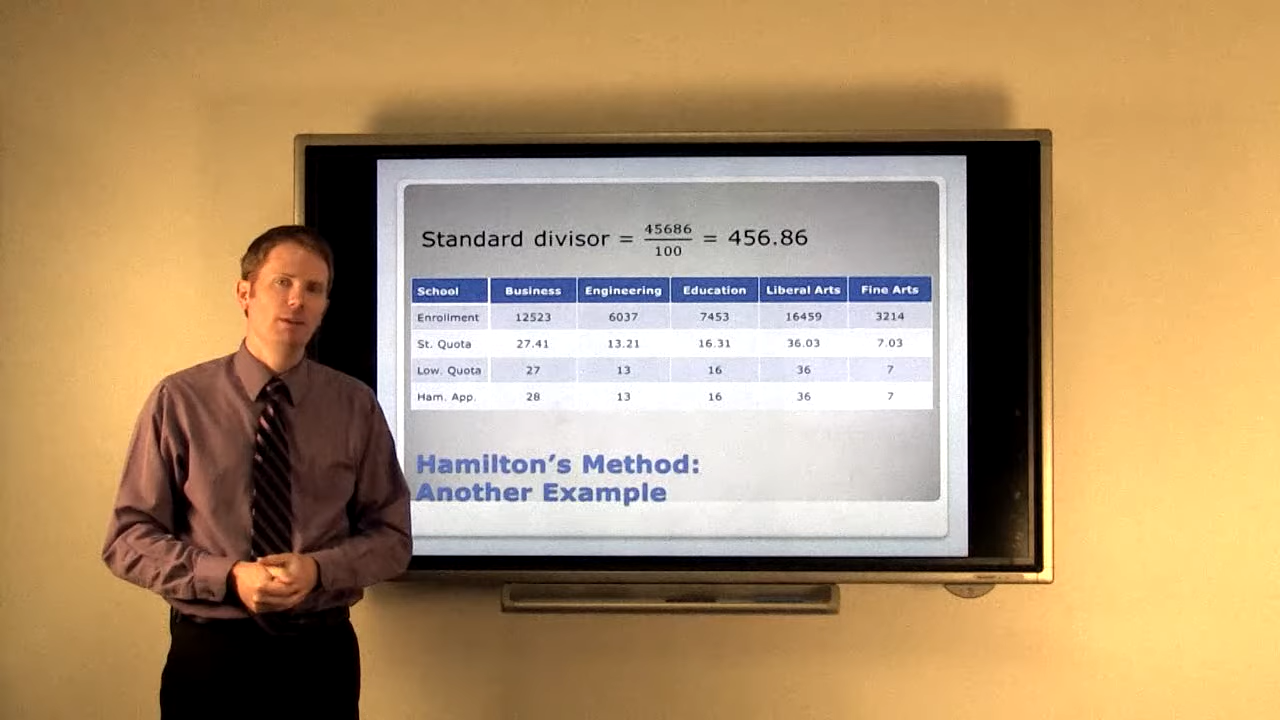 Standard divisor = 45686/100 = 456.86
School Business Engineering Education Liberal Arts Fine Arts
Enrollment 12523 6037 7453 16459 3214
St. Quota 27.41 13.21 16.31 36.03 7.03
Low. Quota 27 13 16 36 7
Ham. App. 28 13 16 36 7
Hamilton's Method:
Another Example